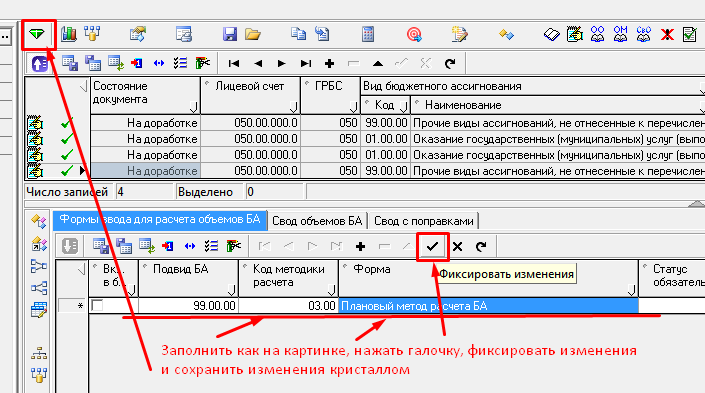 Состояние документа Лицевой счет ГРБС Вид бюджетного ассигнования
Код Наименование
На доработке 050.00.000.0 050 99.00.00 Прочие виды ассигнований, не отнесенные к перечислен
На доработке 050.00.000.0 050 01.00.00 Оказание государственных (муниципальных) услуг (выпо
На доработке 050.00.000.0 050 01.00.00 Оказание государственных (муниципальных) услуг (выпо
На доработке 050.00.000.0 050 99.00.00 Прочие виды ассигнований, не отнесенные к перечислен
Число записей 4 Выделено 0
Формы ввода для расчета объемов БА Свод объемов БА Свод с поправками
Фиксировать изменения
Вк... в б... Подвид БА Код методики расчета Форма Статус обязатель
* 99.00.00 03.00 Плановый метод расчета БА
Заполнить как на картинке, нажать галочку, фиксировать изменения
и сохранить изменения кристаллом